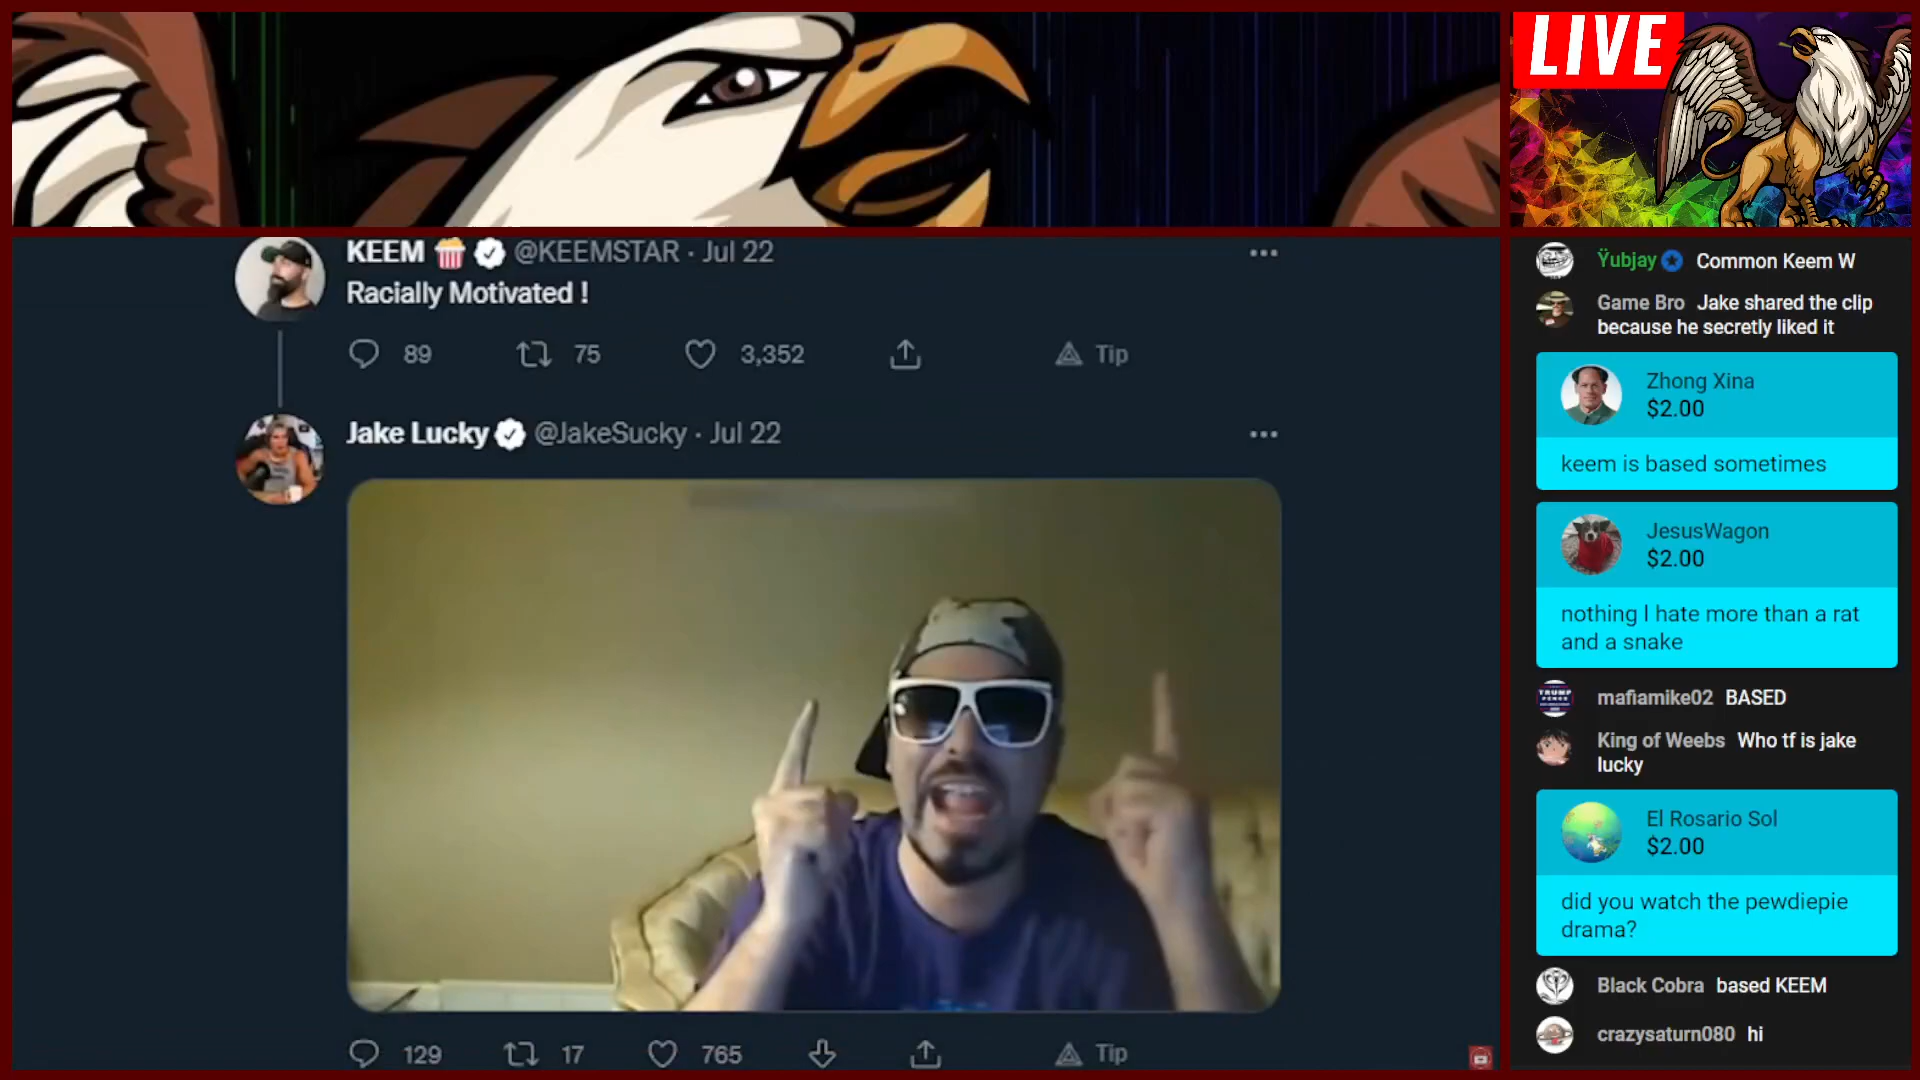 LIVE
KEEM @KEEMSTAR · Jul 22
Racially Motivated !
89 75 3,352 Tip
Jake Lucky @JakeSucky · Jul 22
129 17 765 Tip
Ÿubjay Common Keem W
Game Bro Jake shared the clip
because he secretly liked it
Zhong Xina
$2.00
keem is based sometimes
JesusWagon
$2.00
nothing I hate more than a rat
and a snake
TRUMP
PENCE
mafiamike02 BASED
King of Weebs Who tf is jake
lucky
El Rosario Sol
$2.00
did you watch the pewdiepie
drama?
Black Cobra based KEEM
crazysaturn080 hi